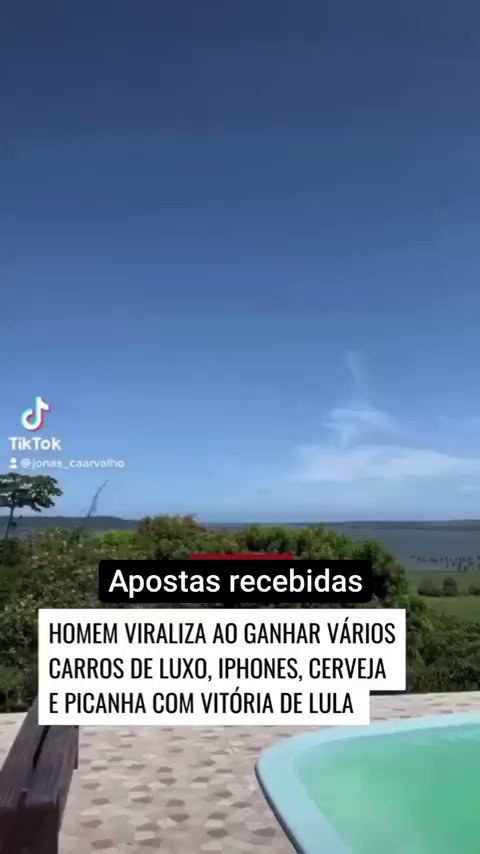 TikTok
@jonas_caarvalho
Apostas recebidas
HOMEM VIRALIZA AO GANHAR VÁRIOS
CARROS DE LUXO, IPHONES, CERVEJA
E PICANHA COM VITÓRIA DE LULA